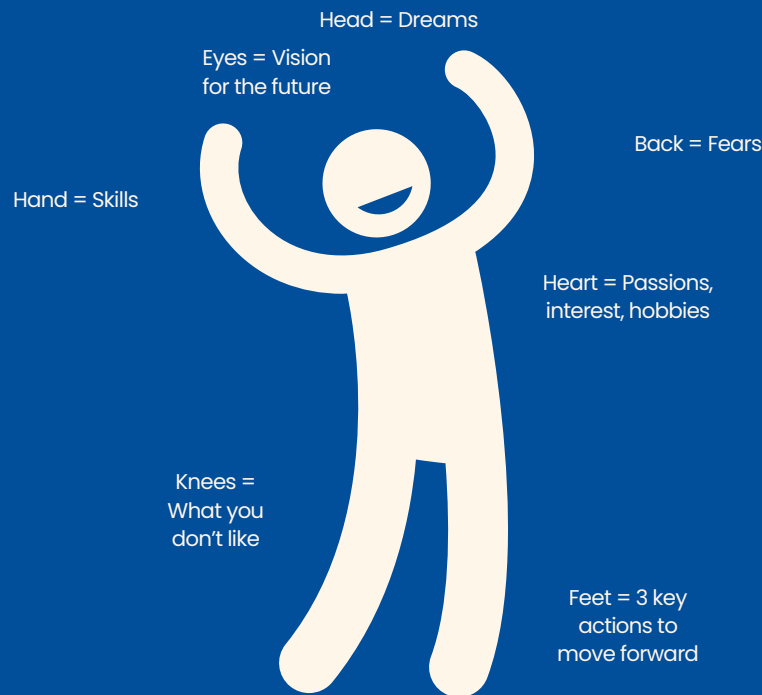 Head = Dreams
Eyes = Vision
for the future
Back = Fears
Hand = Skills
Heart = Passions,
interest, hobbies
Knees =
What you
don't like
Feet = 3 key
actions to
move forward